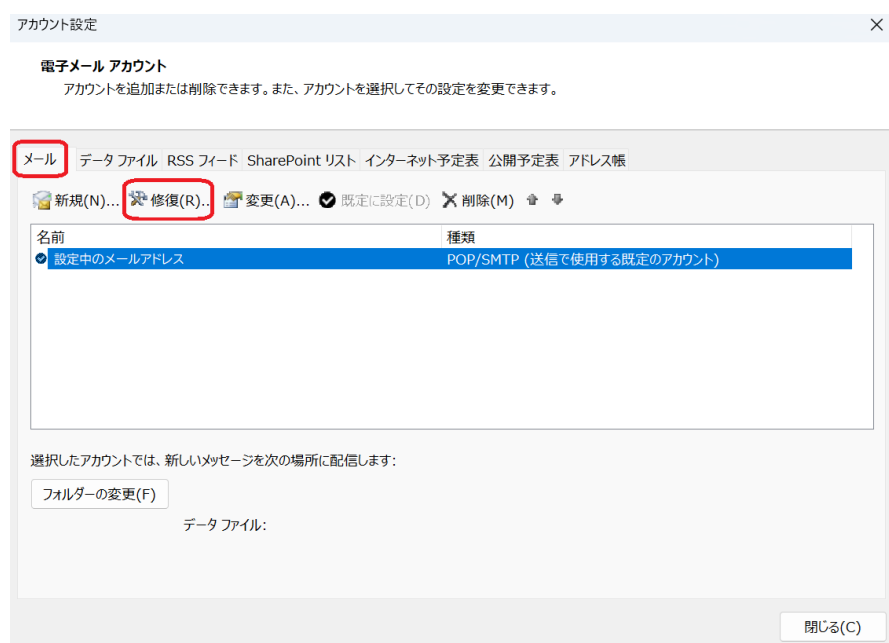 アカウント設定
電子メール アカウント
アカウントを追加または削除できます。また、アカウントを選択してその設定を変更できます。
メール データ ファイル RSS フィード SharePoint リスト インターネット予定表 公開予定表 アドレス帳
新規(N)... 修復(R)... 変更(A)... 既定に設定(D) 削除(M)
名前 種類
設定中のメールアドレス POP/SMTP (送信で使用する既定のアカウント)
選択したアカウントでは、新しいメッセージを次の場所に配信します:
フォルダーの変更(F)
データ ファイル:
閉じる(C)